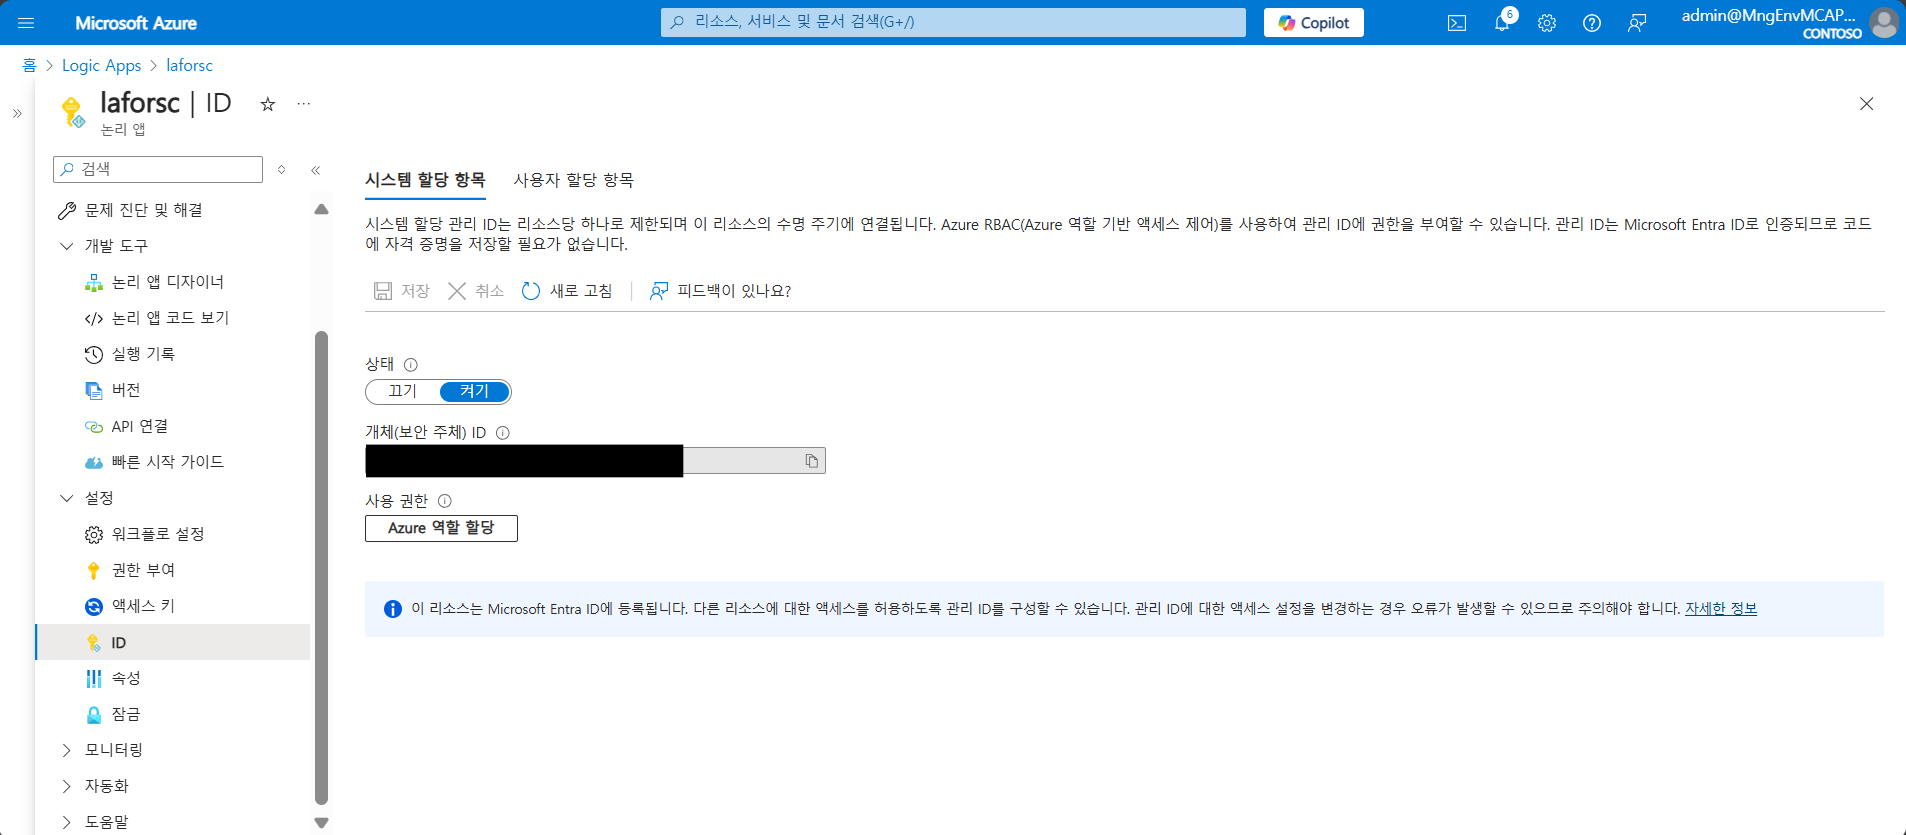 Microsoft Azure
리소스, 서비스 및 문서 검색(G+/)
Copilot
6
admin@MngEnvMCAP...
CONTOSO
홈 > Logic Apps > laforsc
laforsc | ID
논리 앱
검색
문제 진단 및 해결
개발 도구
논리 앱 디자이너
논리 앱 코드 보기
실행 기록
버전
API 연결
빠른 시작 가이드
설정
워크플로 설정
권한 부여
액세스 키
ID
속성
잠금
모니터링
자동화
도움말
시스템 할당 항목
사용자 할당 항목
시스템 할당 관리 ID는 리소스당 하나로 제한되며 이 리소스의 수명 주기에 연결됩니다. Azure RBAC(Azure 역할 기반 액세스 제어)를 사용하여 관리 ID에 권한을 부여할 수 있습니다. 관리 ID는 Microsoft Entra ID로 인증되므로 코드
에 자격 증명을 저장할 필요가 없습니다.
저장 취소 새로 고침 피드백이 있나요?
상태
끄기 켜기
개체(보안 주체) ID
사용 권한
Azure 역할 할당
이 리소스는 Microsoft Entra ID에 등록됩니다. 다른 리소스에 대한 액세스를 허용하도록 관리 ID를 구성할 수 있습니다. 관리 ID에 대한 액세스 설정을 변경하는 경우 오류가 발생할 수 있으므로 주의해야 합니다. 자세한 정보